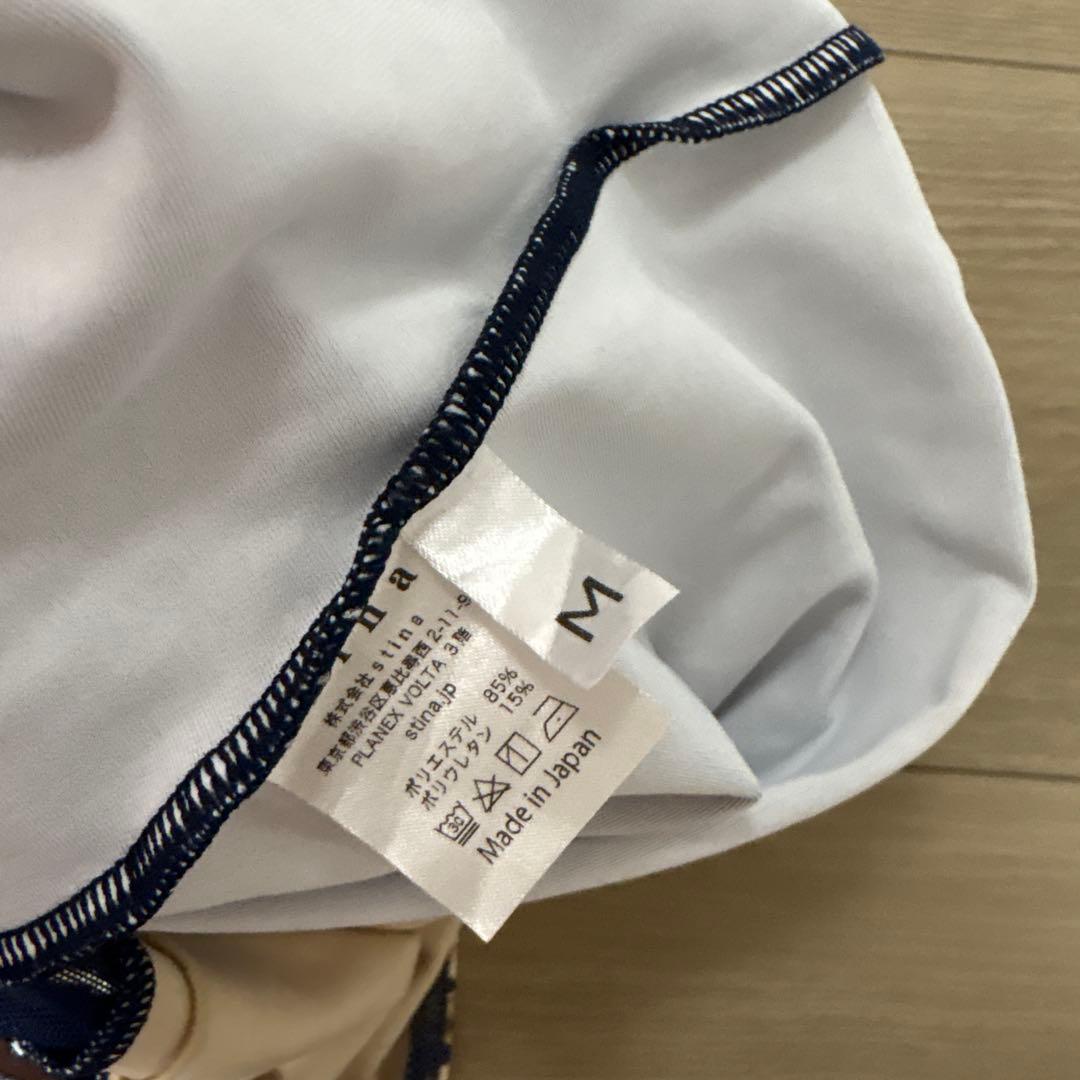 M
ina
株式会社 stina
東京都渋谷区恵比寿西2-11-9
PLANEX VOLTA 3階
stina.jp
ポリエステル 85%
ポリウレタン 15%
30
Made in Japan